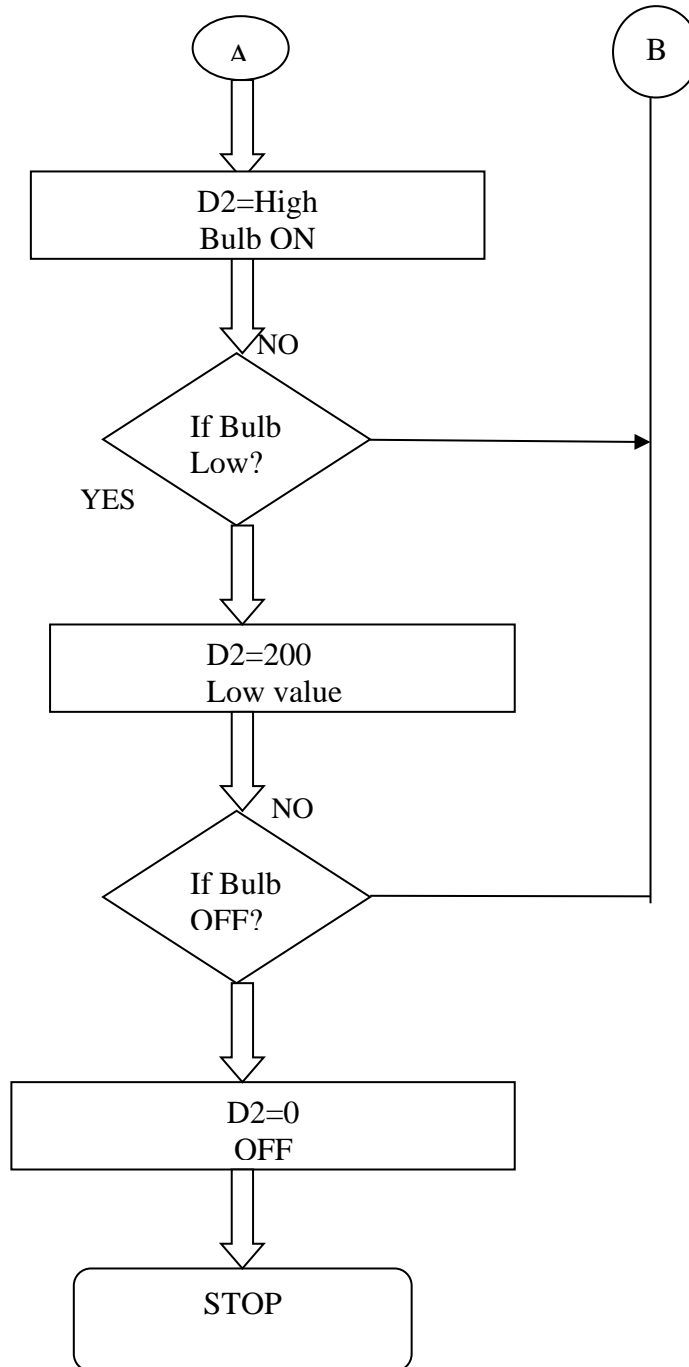 A
B
D2=High
Bulb ON
NO
If Bulb
Low?
YES
D2=200
Low value
NO
If Bulb
OFF?
D2=0
OFF
STOP